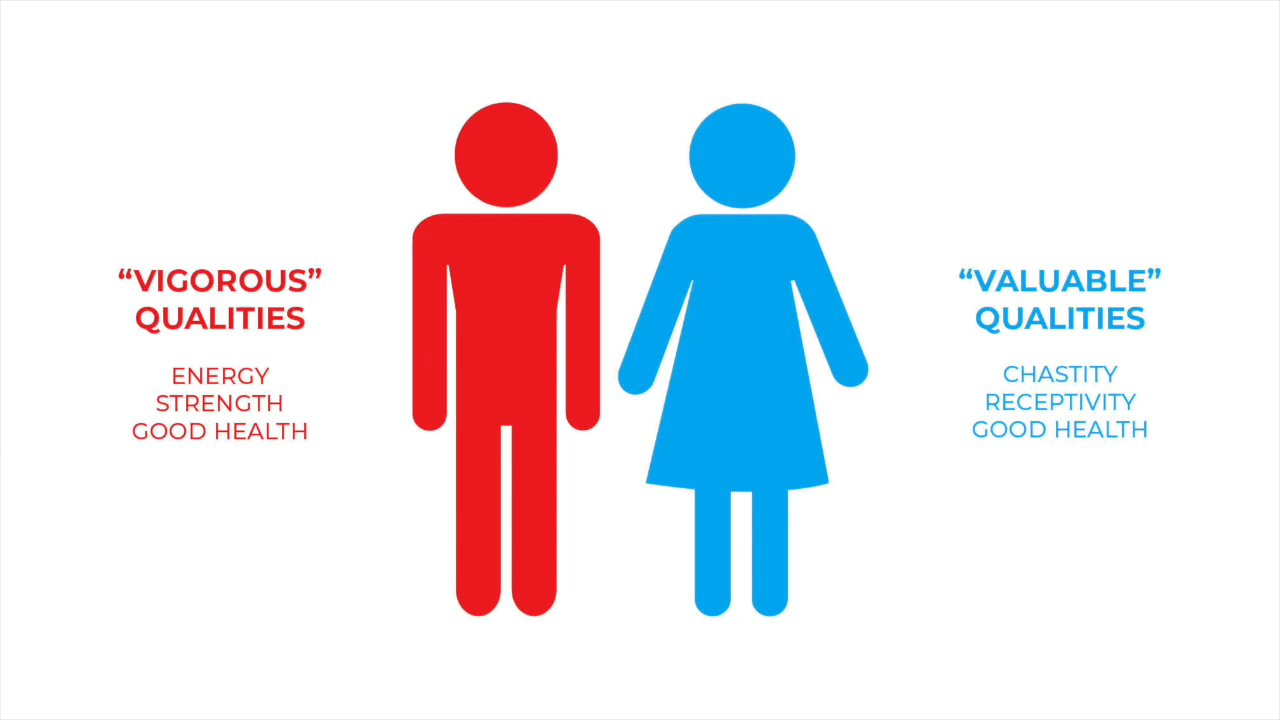 “VIGOROUS”
QUALITIES
ENERGY
STRENGTH
GOOD HEALTH
“VALUABLE”
QUALITIES
CHASTITY
RECEPTIVITY
GOOD HEALTH